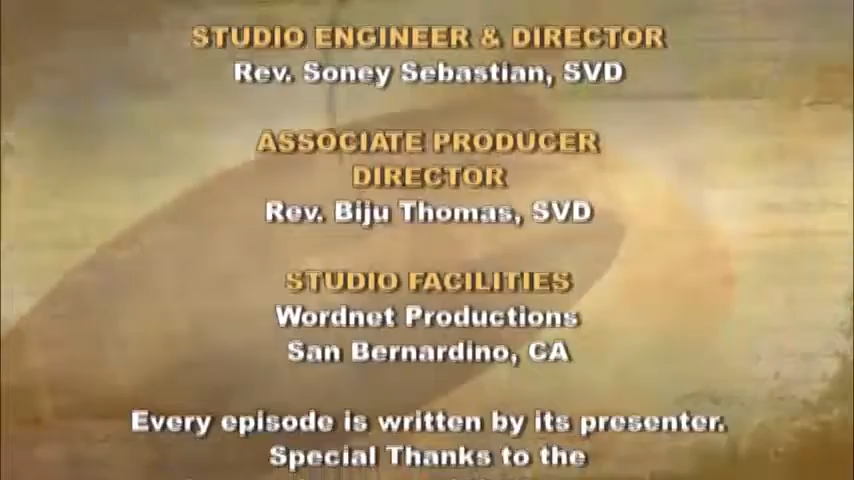 STUDIO ENGINEER & DIRECTOR
Rev. Soney Sebastian, SVD
ASSOCIATE PRODUCER
DIRECTOR
Rev. Biju Thomas, SVD
STUDIO FACILITIES
Wordnet Productions
San Bernardino, CA
Every episode is written by its presenter.
Special Thanks to the